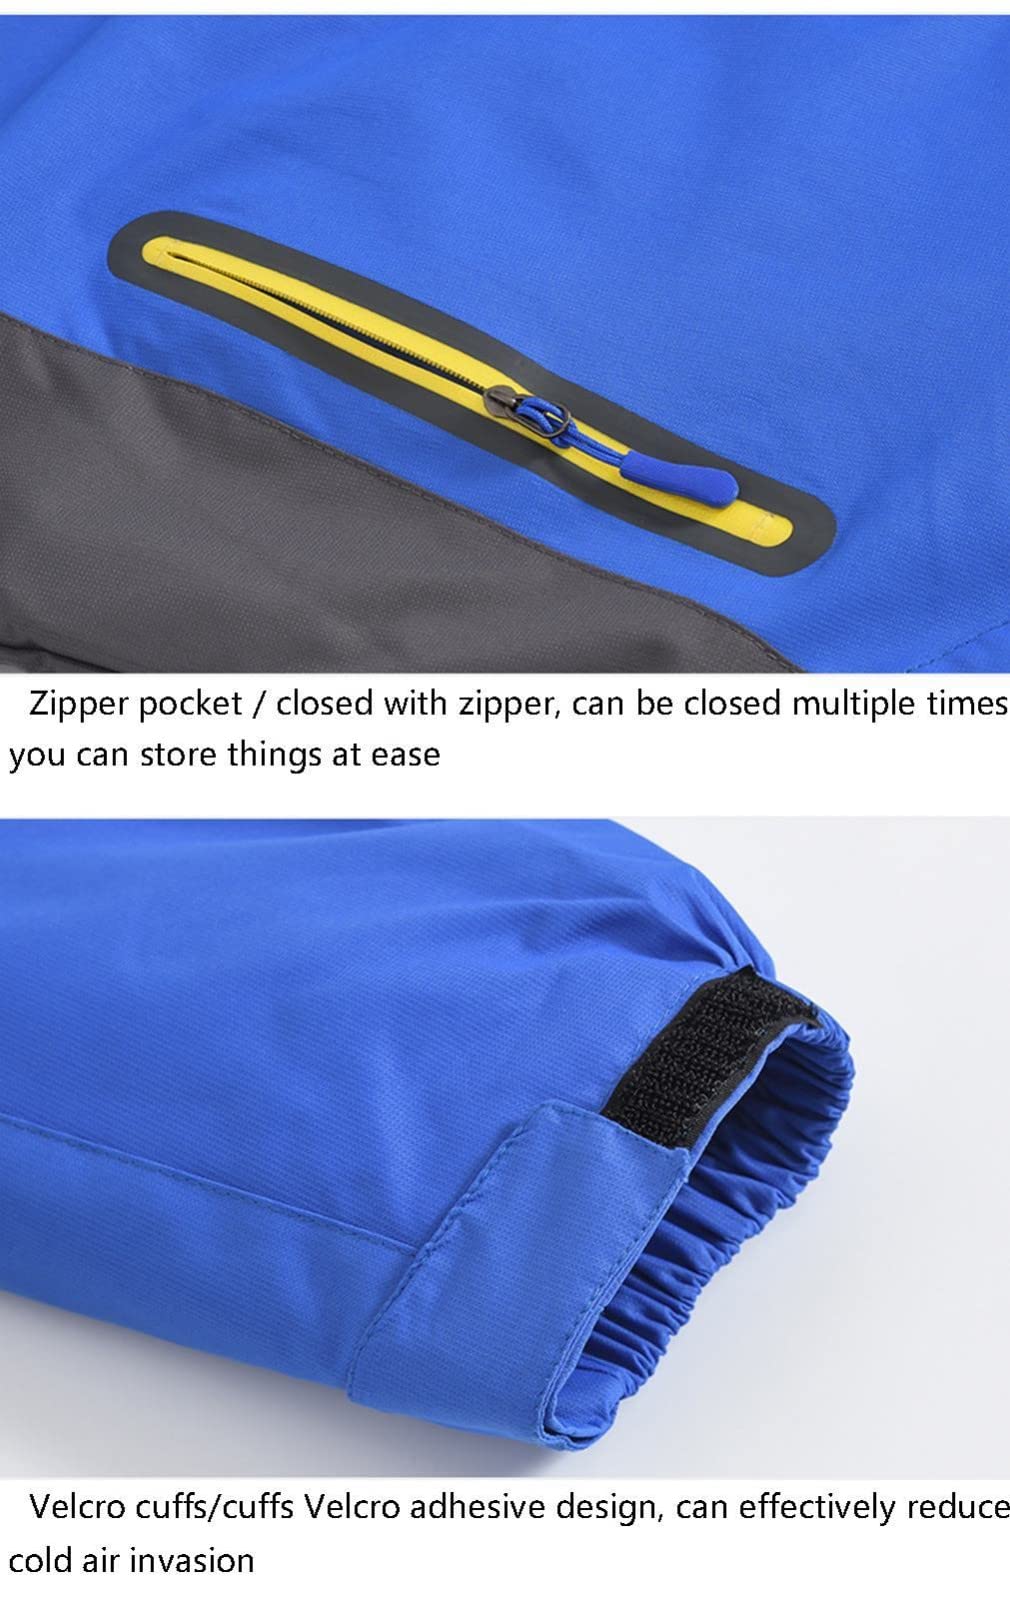 Zipper pocket / closed with zipper, can be closed multiple times
you can store things at ease
Velcro cuffs/cuffs Velcro adhesive design, can effectively reduce
cold air invasion